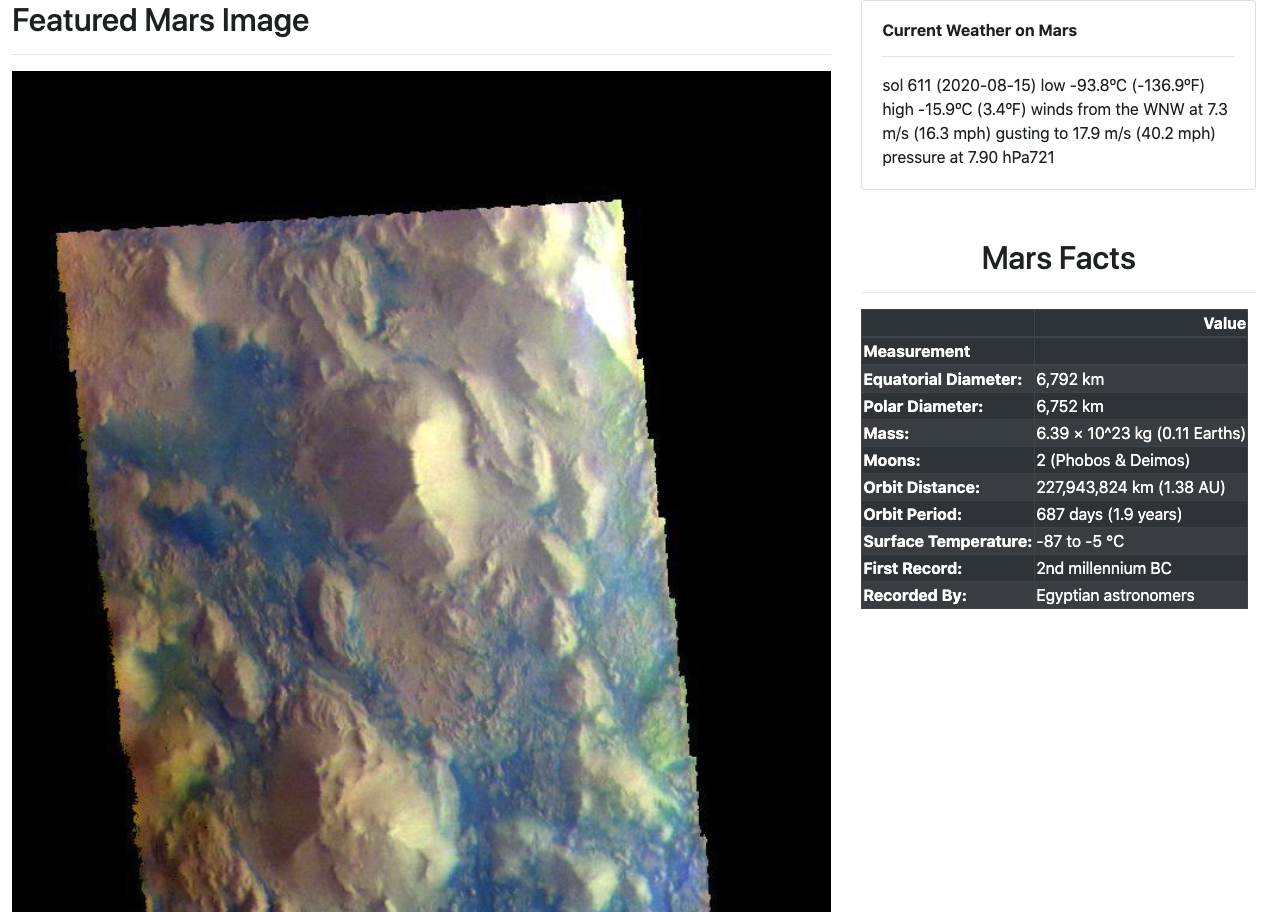 Featured Mars Image
Current Weather on Mars
sol 611 (2020-08-15) low -93.8ºC (-136.9ºF)
high -15.9ºC (3.4ºF) winds from the WNW at 7.3
m/s (16.3 mph) gusting to 17.9 m/s (40.2 mph)
pressure at 7.90 hPa721
Mars Facts
Value
Measurement
Equatorial Diameter: 6,792 km
Polar Diameter: 6,752 km
Mass: 6.39 × 10^23 kg (0.11 Earths)
Moons: 2 (Phobos & Deimos)
Orbit Distance: 227,943,824 km (1.38 AU)
Orbit Period: 687 days (1.9 years)
Surface Temperature: -87 to -5 °C
First Record: 2nd millennium BC
Recorded By: Egyptian astronomers